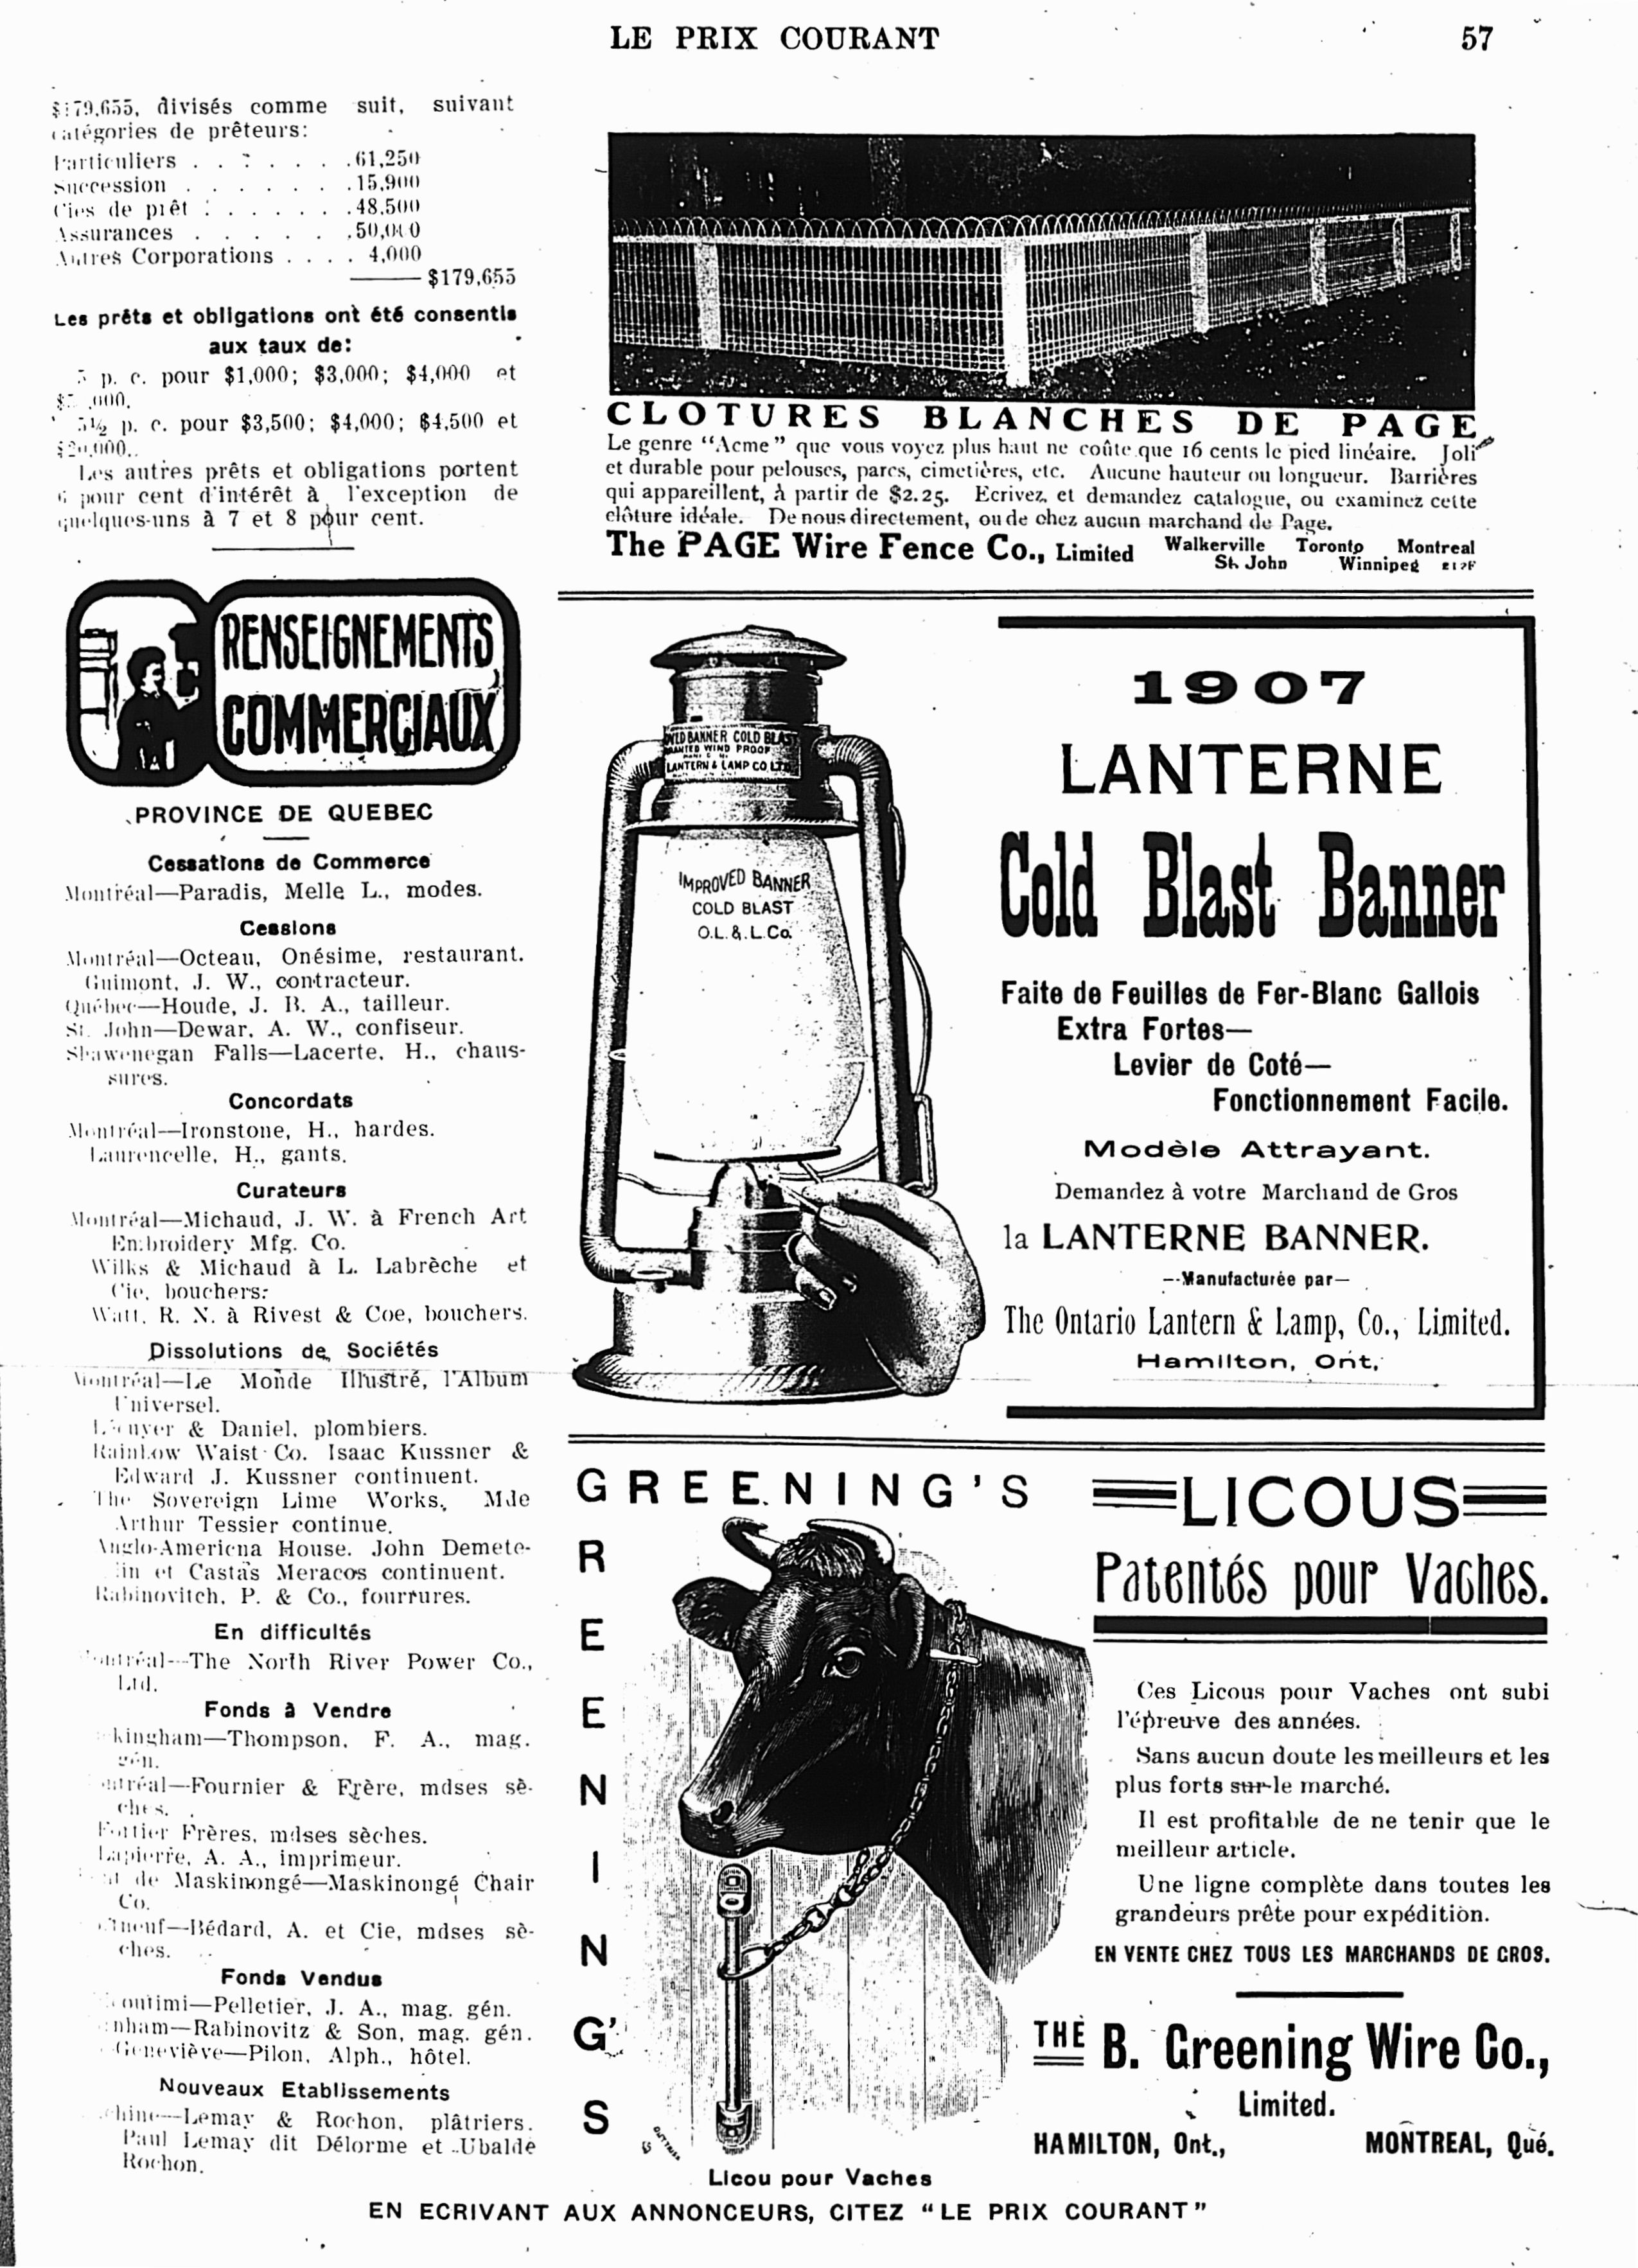 LE PRIX COURANT
57
$179,655, divisés comme suit, suivant
catégories de prêteurs:
Particuliers . . . . . . . 61,250
Succession . . . . . . . 15,900
Cies de prêt . . . . . . . 48,500
Assurances . . . . . .
Autres Corporations . . . . 4,000
$179,655
Les prêts et obligations ont été consentis
aux taux de:
5 p. c. pour $1,000; $3,000; $4,000 et
5½ p. c. pour $3,500; $4,000; $4,500 et
$20,000.
Les autres prêts et obligations portent
6 pour cent d'intérêt à l'exception de
quelques-uns à 7 et 8 pour cent.
RENSEIGNEMENTS
COMMERCIAUX
PROVINCE DE QUEBEC
Cessations de Commerce
Montréal—Paradis, Melle L., modes.
Cessions
Montréal—Octeau, Onésime, restaurant.
Guimont, J. W., contracteur.
Québec—Houde, J. B. A., tailleur.
St. John—Dewar, A. W., confiseur.
Shawenegan Falls—Lacerte, H., chaus-
sures.
Concordats
Montréal—Ironstone, H., hardes.
Laurencelle, H., gants.
Curateurs
Montréal—Michaud, J. W. à French Art
Embroidery Mfg. Co.
Wilks & Michaud à L. Labrèche et
Cie, bouchers.
Watt, R. N. à Rivest & Coe, bouchers.
Dissolutions de Sociétés
Montréal—Le Monde Illustré, l'Album
Universel.
& Daniel, plombiers.
Rainbow Waist Co. Isaac Kussner &
Edward J. Kussner continuent.
The Sovereign Lime Works, Mde
Arthur Tessier continue.
Anglo-Americna House. John Demete-
et Castas Meracos continuent.
Rabinovitch, P. & Co., fourrures.
En difficultés
Montréal—The North River Power Co.,
Ltd.
Fonds à Vendre
kingham—Thompson, F. A., mag.
gén.
Montréal—Fournier & Frère, mdses sè-
ches.
Pottier Frères, mdses sèches.
Lapierre, A. A., imprimeur.
de Maskinongé—Maskinongé Chair
Co.
neuf—Bédard, A. et Cie, mdses sè-
ches.
Fonds Vendus
outimi—Pelletier, J. A., mag. gén.
nham—Rabinovitz & Son, mag. gén.
Geneviève—Pilon, Alph., hôtel.
Nouveaux Etablissements
chine—Lemay & Rochon, plâtriers.
Paul Lemay dit Délorme et Ubalde
Rochon.
CLOTURES BLANCHES DE PAGE
Le genre "Acme" que vous voyez plus haut ne coûte que 16 cents le pied linéaire. Joli
et durable pour pelouses, parcs, cimetières, etc. Aucune hauteur ou longueur. Barrières
qui appareillent, à partir de $2.25. Ecrivez, et demandez catalogue, ou examinez cette
clôture idéale. De nous directement, ou de chez aucun marchand de Page.
The PAGE Wire Fence Co., Limited
Walkerville Toronto Montreal
St. John Winnipeg
BANNER COLD BLAST
WIND PROOF
LANTERN & LAMP CO. LTD.
IMPROVED BANNER
COLD BLAST
O.L.&.L.Co.
1907
LANTERNE
Cold Blast Banner
Faite de Feuilles de Fer-Blanc Gallois
Extra Fortes—
Levier de Coté—
Fonctionnement Facile.
Modèle Attrayant.
Demandez à votre Marchand de Gros
la LANTERNE BANNER.
—Manufacturée par—
The Ontario Lantern & Lamp, Co., Limited.
Hamilton, Ont.
GREENING'S
GREENING'S
LICOUS
Patentés pour Vaches.
Ces Licous pour Vaches ont subi
l'épreuve des années.
Sans aucun doute les meilleurs et les
plus forts sur le marché.
Il est profitable de ne tenir que le
meilleur article.
Une ligne complète dans toutes les
grandeurs prête pour expédition.
EN VENTE CHEZ TOUS LES MARCHANDS DE GROS.
THE B. Greening Wire Co.,
Limited.
HAMILTON, Ont., MONTREAL, Qué.
Licou pour Vaches
EN ECRIVANT AUX ANNONCEURS, CITEZ "LE PRIX COURANT"